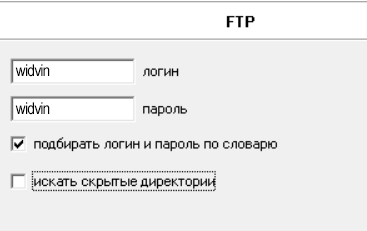 FTP
widvin логин
widvin пароль
подбирать логин и пароль по словарю
искать скрытые директории